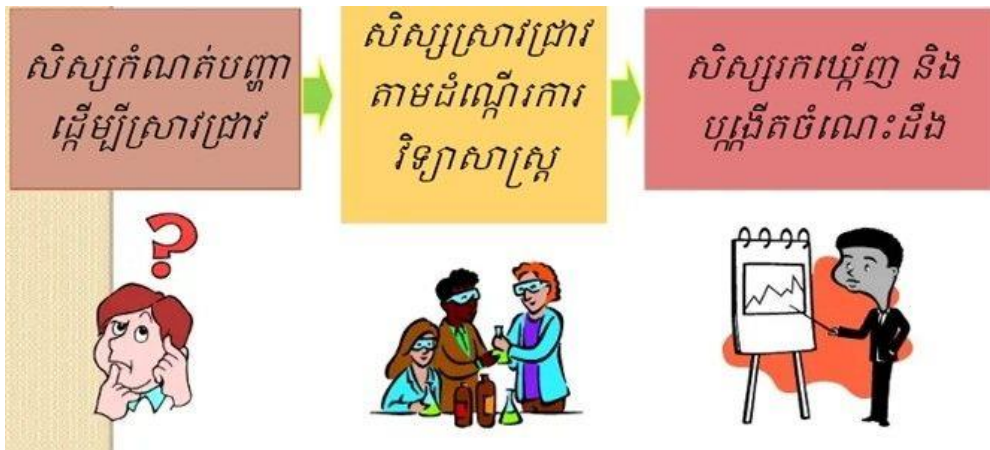 សិស្សកំណត់បញ្ហា
ដើម្បីស្រាវជ្រាវ
សិស្សស្រាវជ្រាវ
តាមដំណើរការ
វិទ្យាសាស្ត្រ
សិស្សរកឃើញ និង
បង្កើតចំណេះដឹង
?